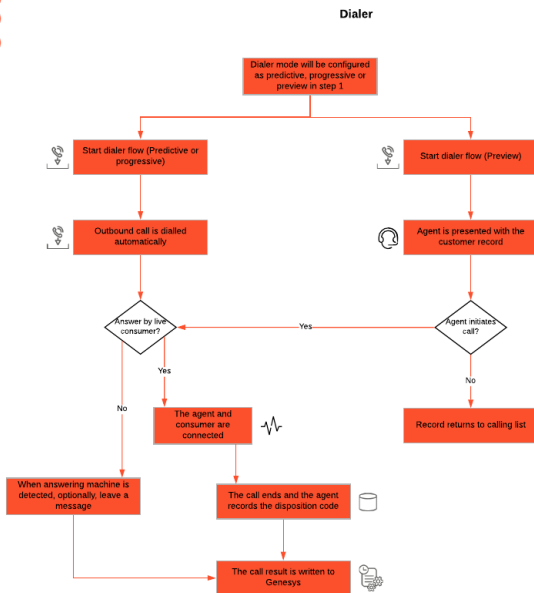 Dialer
Dialer mode will be configured
as predictive, progressive or
preview in step 1
Start dialer flow (Predictive or
progressive)
Start dialer flow (Preview)
Outbound call is dialled
automatically
Agent is presented with the
customer record
Answer by live
consumer?
Yes
Agent initiates
call?
Yes
No
No
The agent and
consumer are
connected
Record returns to calling list
When answering machine is
detected, optionally, leave a
message
The call ends and the agent
records the disposition code
The call result is written to
Genesys